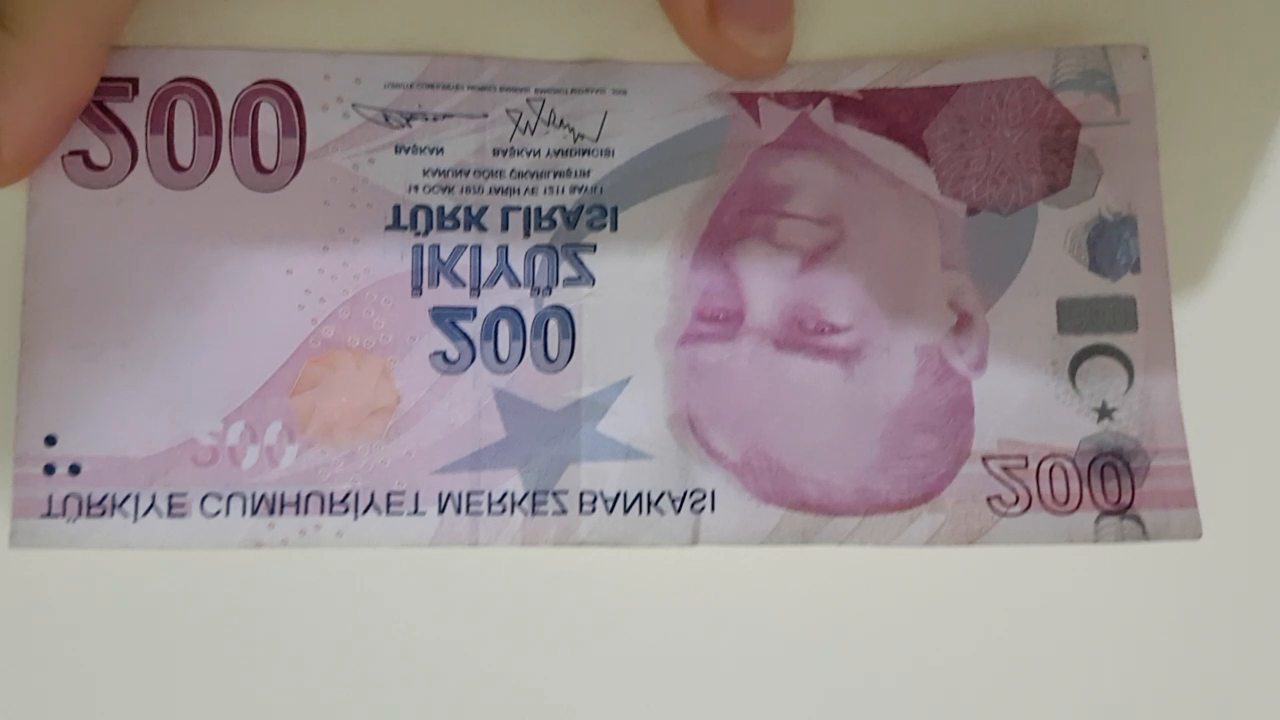 TÜRKİYE CUMHURİYET MERKEZ BANKASI
200
200
200
İKİYÜZ
TÜRK LİRASI
14 OCAK 1970 TARİH VE 1211 SAYILI
KANUNA GÖRE ÇIKARILMIŞTIR
BAŞKAN
BAŞKAN YARDIMCISI
200